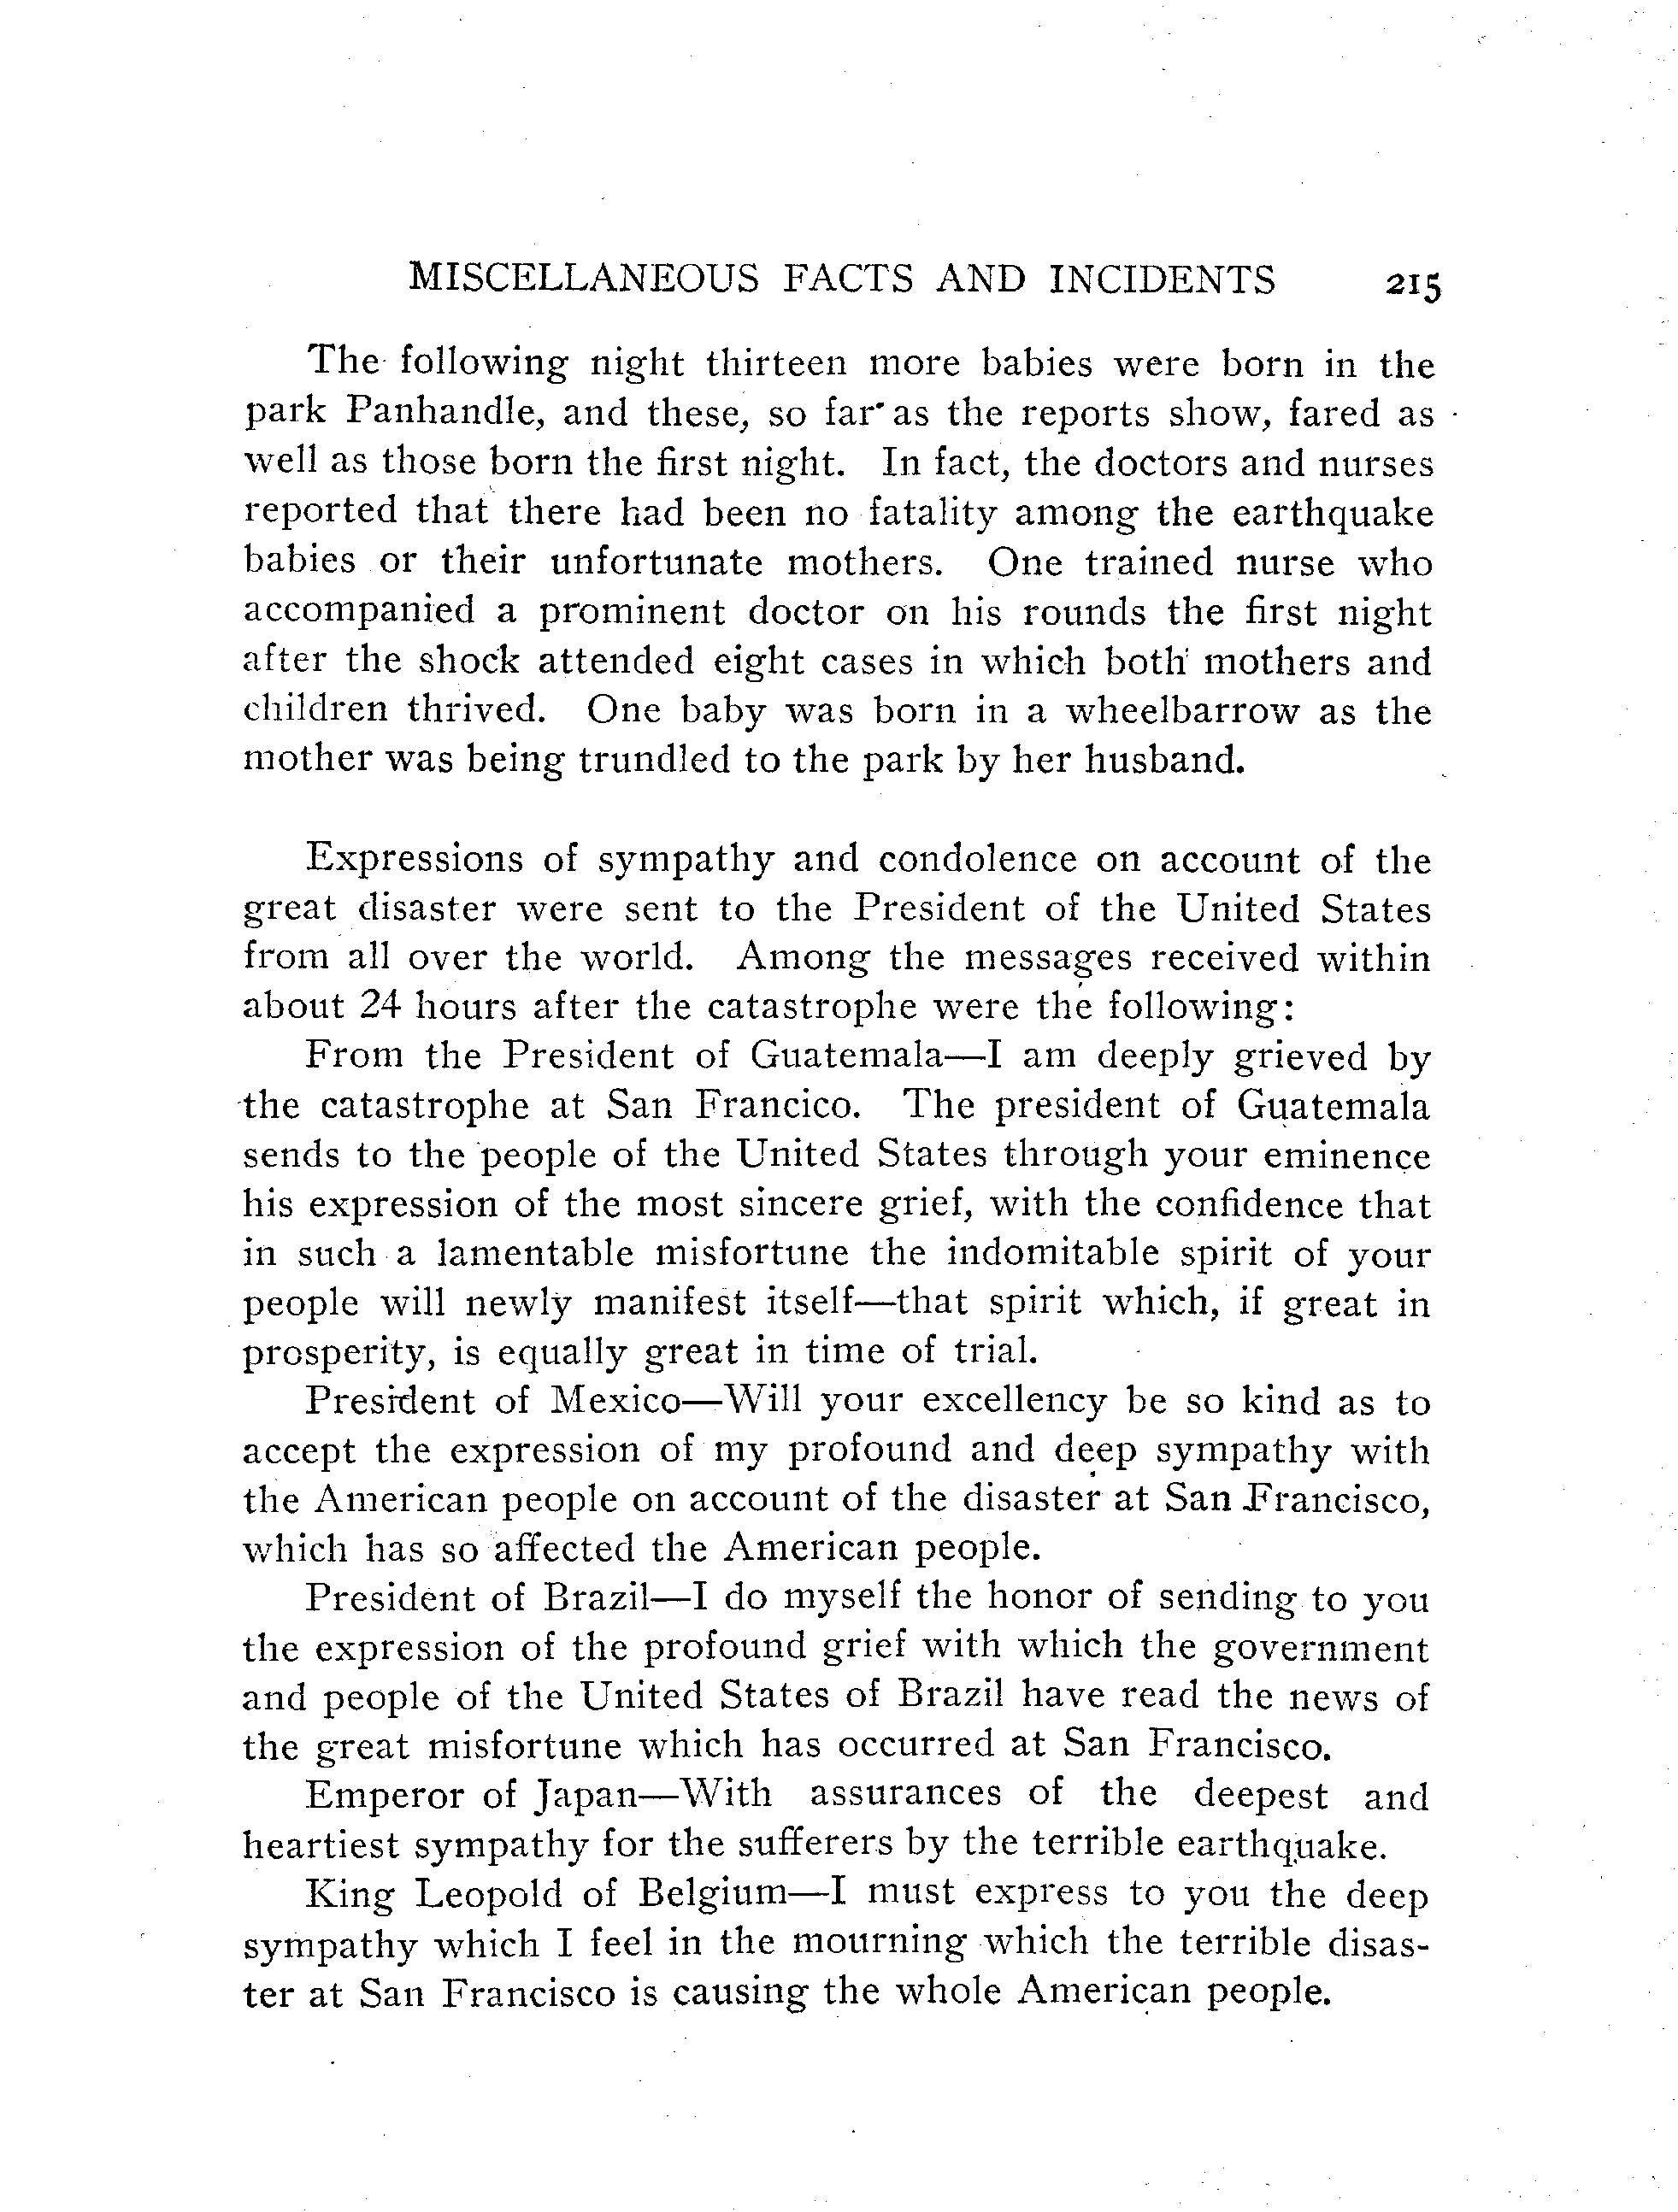 MISCELLANEOUS FACTS AND INCIDENTS 215
The following night thirteen more babies were born in the
park Panhandle, and these, so far as the reports show, fared as
well as those born the first night. In fact, the doctors and nurses
reported that there had been no fatality among the earthquake
babies or their unfortunate mothers. One trained nurse who
accompanied a prominent doctor on his rounds the first night
after the shock attended eight cases in which both mothers and
children thrived. One baby was born in a wheelbarrow as the
mother was being trundled to the park by her husband.
Expressions of sympathy and condolence on account of the
great disaster were sent to the President of the United States
from all over the world. Among the messages received within
about 24 hours after the catastrophe were the following:
From the President of Guatemala—I am deeply grieved by
the catastrophe at San Francico. The president of Guatemala
sends to the people of the United States through your eminence
his expression of the most sincere grief, with the confidence that
in such a lamentable misfortune the indomitable spirit of your
people will newly manifest itself—that spirit which, if great in
prosperity, is equally great in time of trial.
President of Mexico—Will your excellency be so kind as to
accept the expression of my profound and deep sympathy with
the American people on account of the disaster at San Francisco,
which has so affected the American people.
President of Brazil—I do myself the honor of sending to you
the expression of the profound grief with which the government
and people of the United States of Brazil have read the news of
the great misfortune which has occurred at San Francisco.
Emperor of Japan—With assurances of the deepest and
heartiest sympathy for the sufferers by the terrible earthquake.
King Leopold of Belgium—I must express to you the deep
sympathy which I feel in the mourning which the terrible disas-
ter at San Francisco is causing the whole American people.